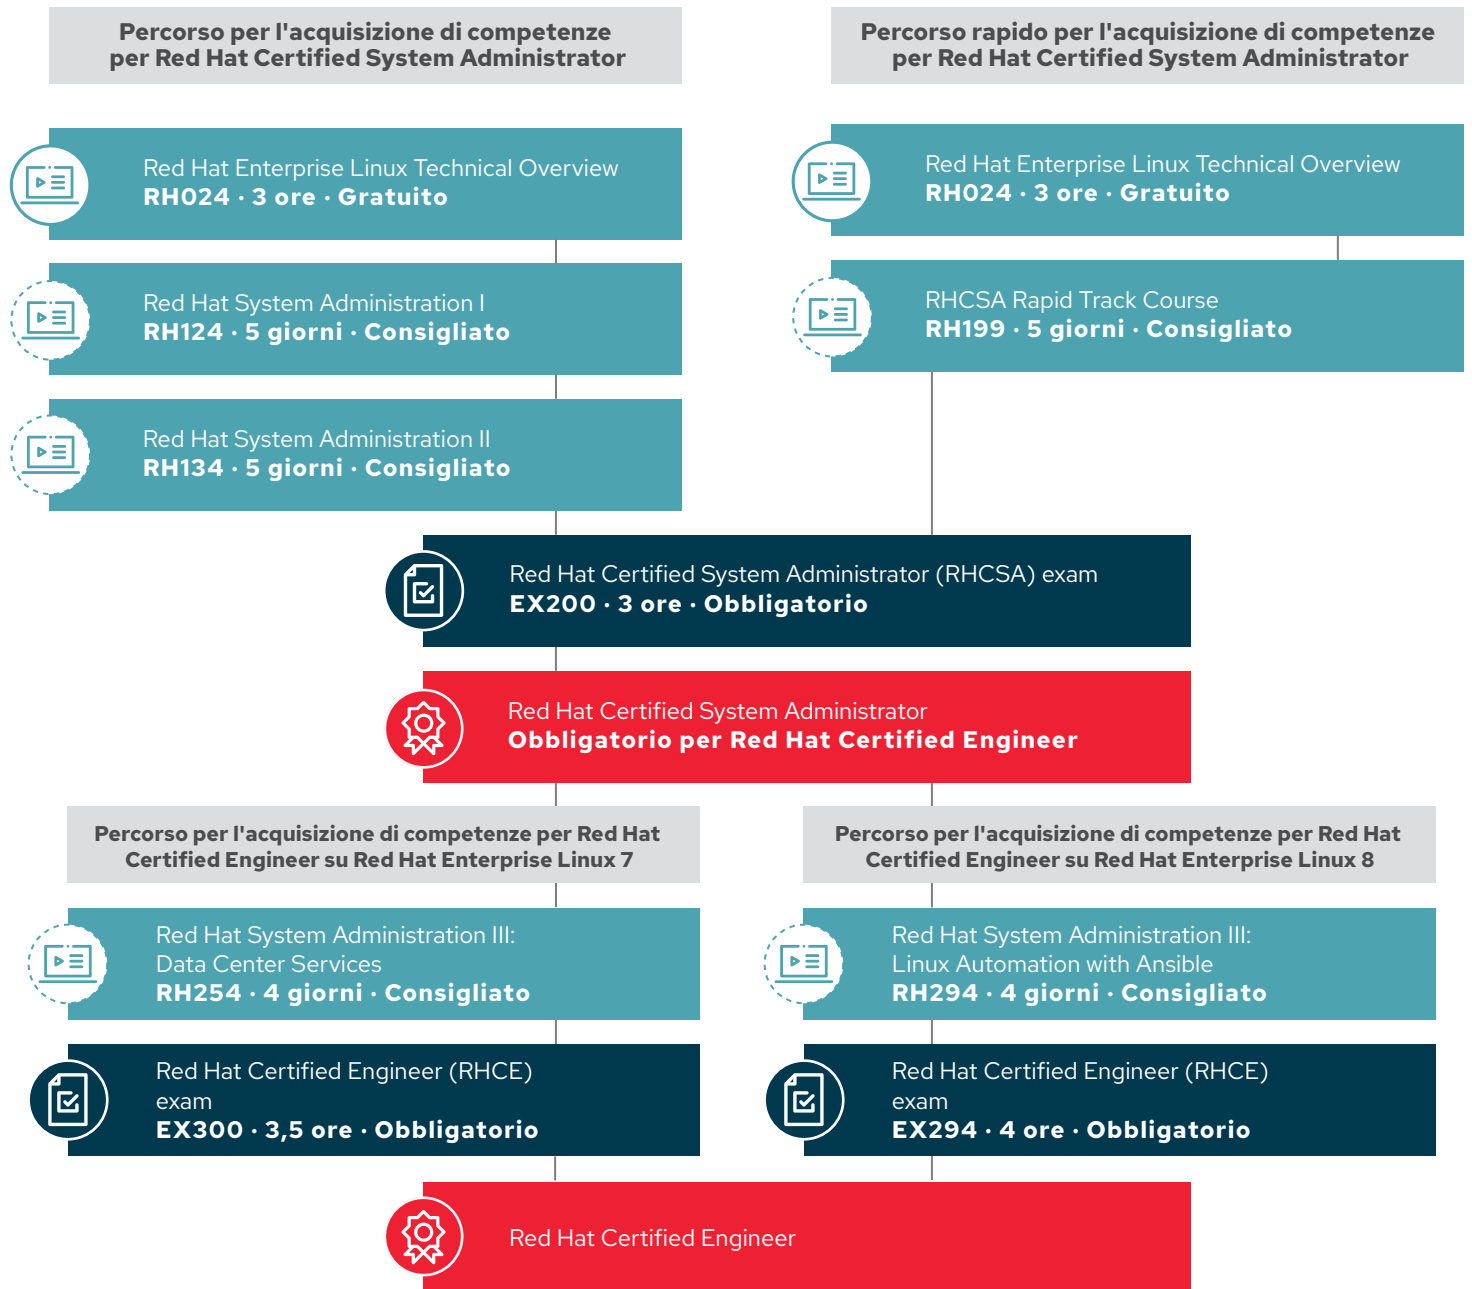 Percorso per l'acquisizione di competenze
per Red Hat Certified System Administrator
Red Hat Enterprise Linux Technical Overview
RH024 · 3 ore · Gratuito
Red Hat System Administration I
RH124 · 5 giorni · Consigliato
Red Hat System Administration II
RH134 · 5 giorni · Consigliato
Percorso rapido per l'acquisizione di competenze
per Red Hat Certified System Administrator
Red Hat Enterprise Linux Technical Overview
RH024 · 3 ore · Gratuito
RHCSA Rapid Track Course
RH199 · 5 giorni · Consigliato
Red Hat Certified System Administrator (RHCSA) exam
EX200 · 3 ore · Obbligatorio
Red Hat Certified System Administrator
Obbligatorio per Red Hat Certified Engineer
Percorso per l'acquisizione di competenze per Red Hat
Certified Engineer su Red Hat Enterprise Linux 7
Red Hat System Administration III:
Data Center Services
RH254 · 4 giorni · Consigliato
Red Hat Certified Engineer (RHCE)
exam
EX300 · 3,5 ore · Obbligatorio
Percorso per l'acquisizione di competenze per Red Hat
Certified Engineer su Red Hat Enterprise Linux 8
Red Hat System Administration III:
Linux Automation with Ansible
RH294 · 4 giorni · Consigliato
Red Hat Certified Engineer (RHCE)
exam
EX294 · 4 ore · Obbligatorio
Red Hat Certified Engineer